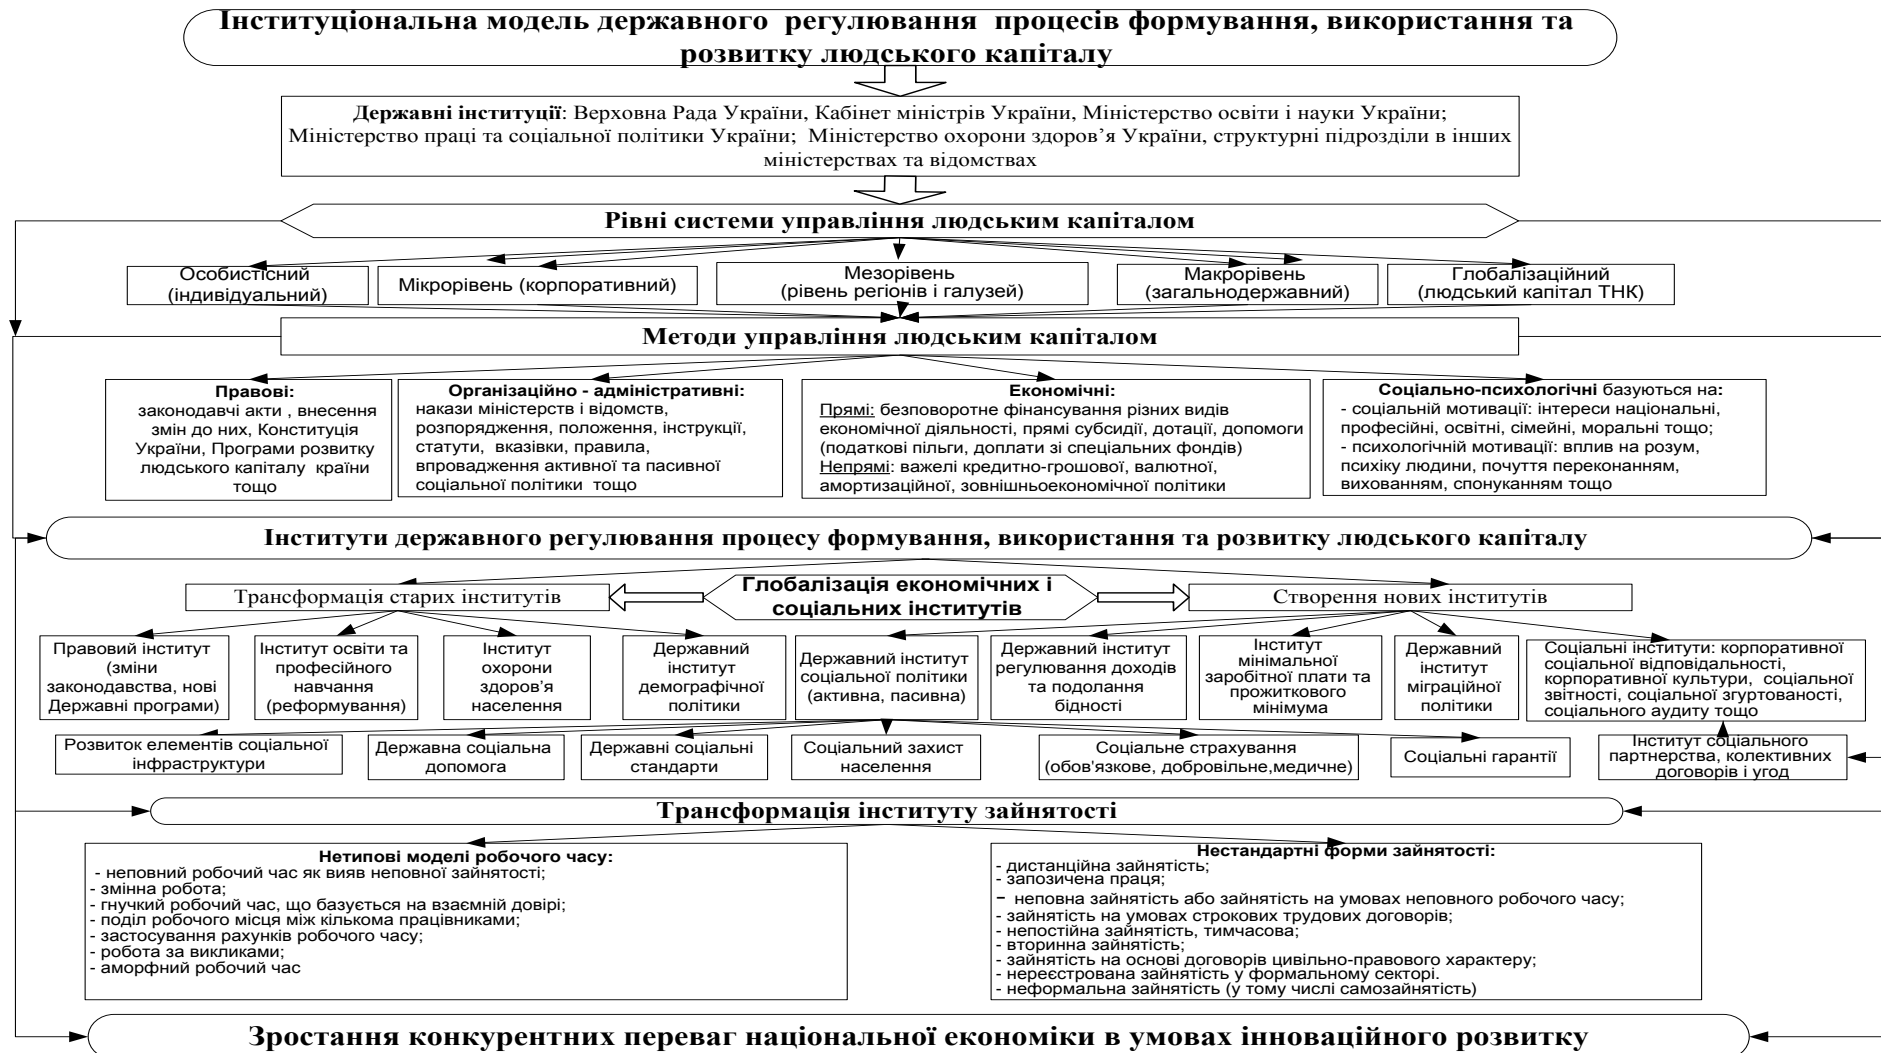 Інституціональна модель державного регулювання процесів формування, використання та
розвитку людського капіталу
Державні інституції: Верховна Рада України, Кабінет міністрів України, Міністерство освіти і науки України;
Міністерство праці та соціальної політики України; Міністерство охорони здоров’я України, структурні підрозділи в інших
міністерствах та відомствах
Рівні системи управління людським капіталом
Особистісний
(індивідуальний)
Мікрорівень (корпоративний)
Мезорівень
(рівень регіонів і галузей)
Макрорівень
(загальнодержавний)
Глобалізаційний
(людський капітал ТНК)
Методи управління людським капіталом
Правові:
законодавчі акти , внесення
змін до них, Конституція
України, Програми розвитку
людського капіталу країни
тощо
Організаційно - адміністративні:
накази міністерств і відомств,
розпорядження, положення, інструкції,
статути, вказівки, правила,
впровадження активної та пасивної
соціальної політики тощо
Економічні:
Прямі: безповоротне фінансування різних видів
економічної діяльності, прямі субсидії, дотації, допомоги
(податкові пільги, доплати зі спеціальних фондів)
Непрямі: важелі кредитно-грошової, валютної,
амортизаційної, зовнішньоекономічної політики
Соціально-психологічні базуються на:
- соціальній мотивації: інтереси національні,
професійні, освітні, сімейні, моральні тощо;
- психологічній мотивації: вплив на розум,
психіку людини, почуття переконанням,
вихованням, спонуканням тощо
Інститути державного регулювання процесу формування, використання та розвитку людського капіталу
Трансформація старих інститутів
Глобалізація економічних і
соціальних інститутів
Створення нових інститутів
Правовий інститут
(зміни
законодавства, нові
Державні програми)
Інститут освіти та
професійного
навчання
(реформування)
Інститут
охорони
здоров'я
населення
Державний
інститут
демографічної
політики
Державний інститут
соціальної політики
(активна, пасивна)
Державний інститут
регулювання доходів
та подолання
бідності
Інститут
мінімальної
заробітної плати та
прожиткового
мінімума
Державний
інститут
міграційної
політики
Соціальні інститути: корпоративної
соціальної відповідальності,
корпоративної культури, соціальної
звітності, соціальної згуртованості,
соціального аудиту тощо
Розвиток елементів соціальної
інфраструктури
Державна соціальна
допомога
Державні соціальні
стандарти
Соціальний захист
населення
Соціальне страхування
(обов'язкове, добровільне,медичне)
Соціальні гарантії
Інститут соціального
партнерства, колективних
договорів і угод
Трансформація інституту зайнятості
Нетипові моделі робочого часу:
- неповний робочий час як вияв неповної зайнятості;
- змінна робота;
- гнучкий робочий час, що базується на взаємній довірі;
- поділ робочого місця між кількома працівниками;
- застосування рахунків робочого часу;
- робота за викликами;
- аморфний робочий час
Нестандартні форми зайнятості:
- дистанційна зайнятість;
- запозичена праця;
– неповна зайнятість або зайнятість на умовах неповного робочого часу;
- зайнятість на умовах строкових трудових договорів;
- непостійна зайнятість, тимчасова;
- вторинна зайнятість;
- зайнятість на основі договорів цивільно-правового характеру;
- нереєстрована зайнятість у формальному секторі.
- неформальна зайнятість (у тому числі самозайнятість)
Зростання конкурентних переваг національної економіки в умовах інноваційного розвитку